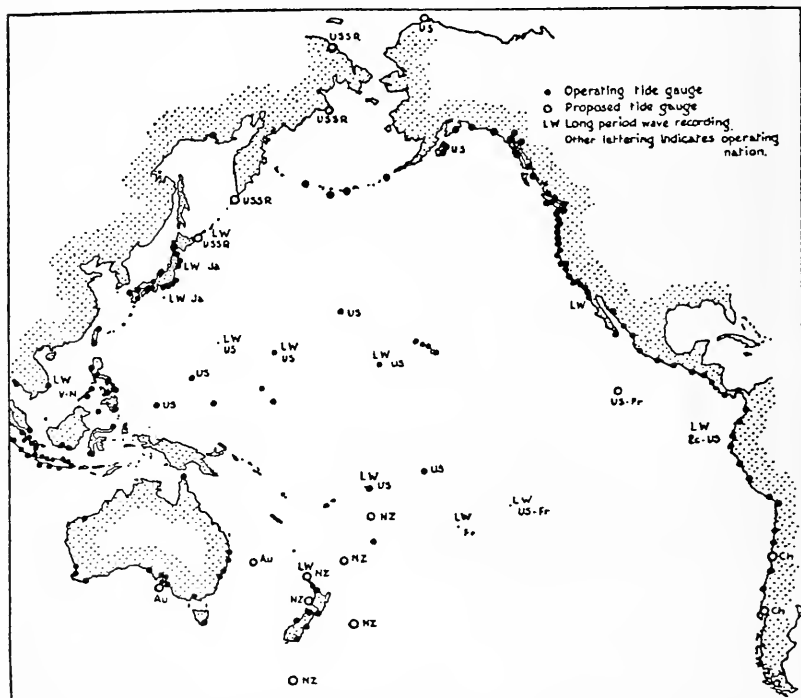 USSR
US
• Operating tide gauge
○ Proposed tide gauge
LW Long period wave recording.
Other lettering indicates operating
nation.
USSR
US
USSR
LW
USSR
LW Ja
LW Ja
LW
US
LW
US
LW
US
LW
US
US
LW
V-N
US
US-Fr
LW
Ec-US
US
LW
US
LW
US-Fr
NZ
LW
Fr
Au
NZ
LW
NZ
Ch
Au
NZ
NZ
Ch
NZ